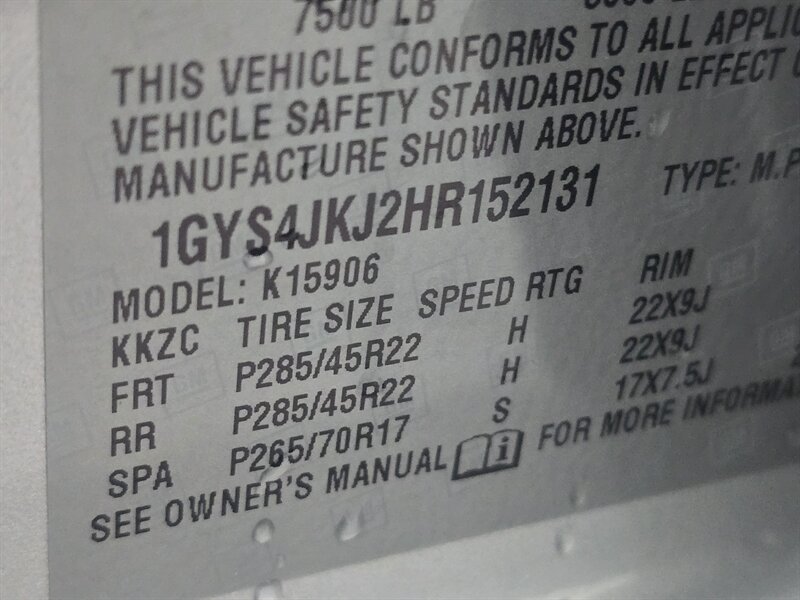 7500 LB
THIS VEHICLE CONFORMS TO ALL
VEHICLE SAFETY STANDARDS IN EFFECT
MANUFACTURE SHOWN ABOVE.
1GYS4JKJ2HR152131 TYPE: M.P
MODEL: K15906
KKZC TIRE SIZE SPEED RTG RIM
FRT P285/45R22 H 22X9J
RR P285/45R22 H 22X9J
SPA P265/70R17 S 17X7.5J
SEE OWNER'S MANUAL i FOR MORE